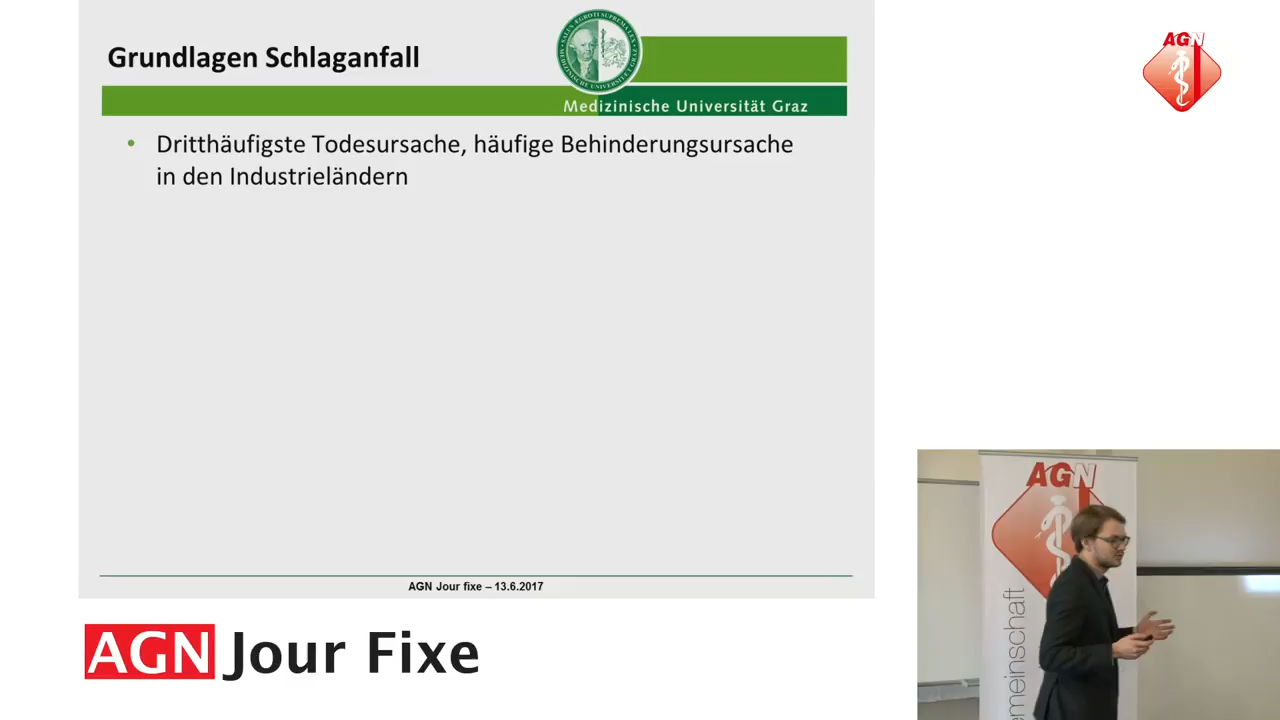 Grundlagen Schlaganfall
Medizinische Universität Graz
• Dritthäufigste Todesursache, häufige Behinderungsursache
in den Industrieländern
AGN Jour fixe – 13.6.2017
AGN Jour Fixe
AGN
AGN
emeinschaft